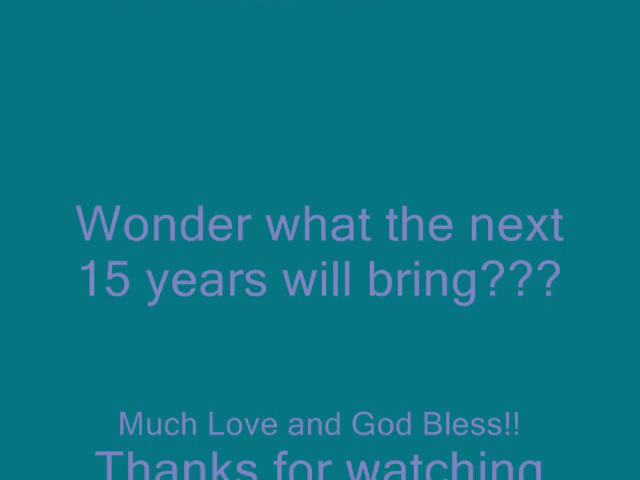 Wonder what the next
15 years will bring???
Much Love and God Bless!!
Thanks for watching